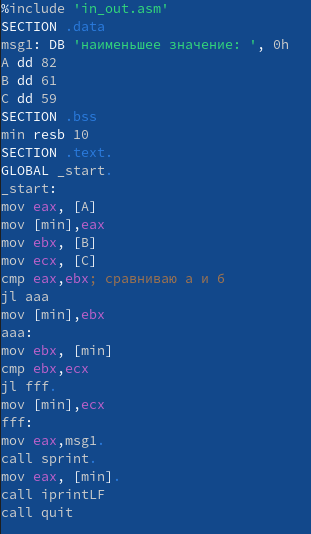 %include 'in_out.asm'
SECTION .data
msg1: DB 'наименьшее значение: ', 0h
A dd 82
B dd 61
C dd 59
SECTION .bss
min resb 10
SECTION .text.
GLOBAL _start.
_start:
mov eax, [A]
mov [min],eax
mov ebx, [B]
mov ecx, [C]
cmp eax,ebx; сравниваю а и б
jl aaa
mov [min],ebx
aaa:
mov ebx, [min]
cmp ebx,ecx
jl fff.
mov [min],ecx
fff:
mov eax,msg1.
call sprint.
mov eax, [min].
call iprintLF
call quit